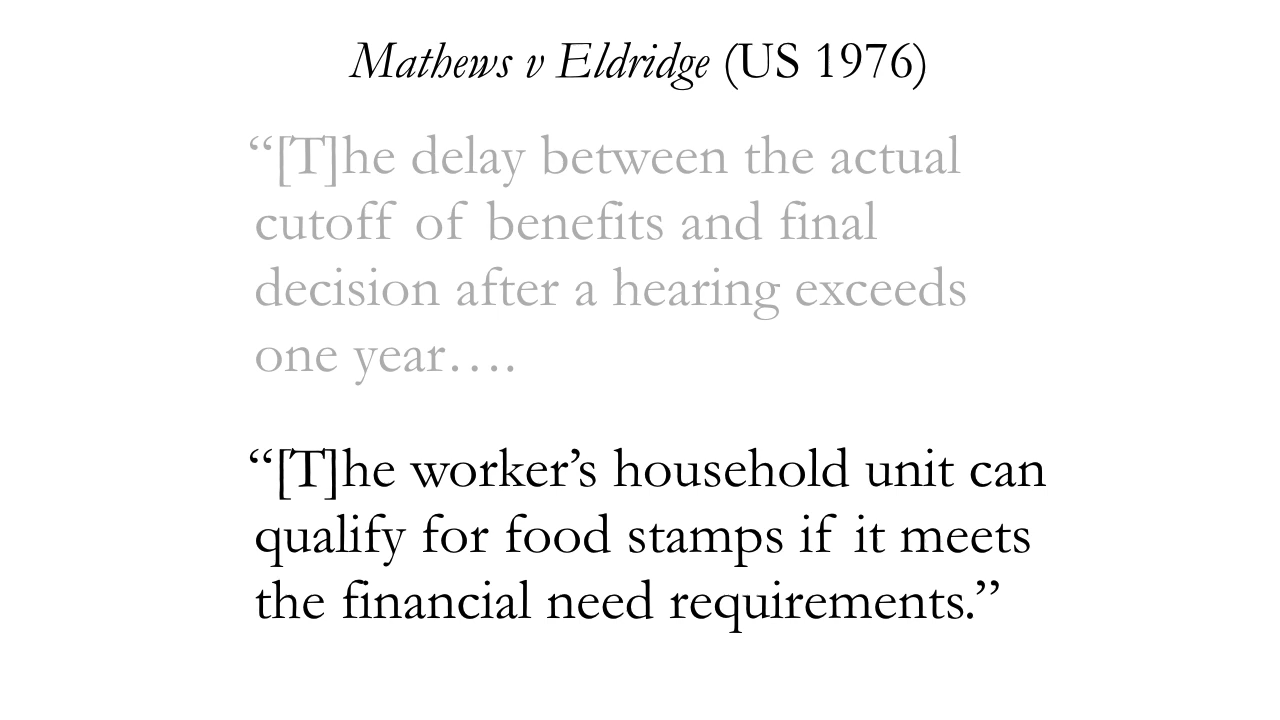 Mathews v Eldridge (US 1976)
“[T]he delay between the actual
cutoff of benefits and final
decision after a hearing exceeds
one year….
“[T]he worker’s household unit can
qualify for food stamps if it meets
the financial need requirements.”